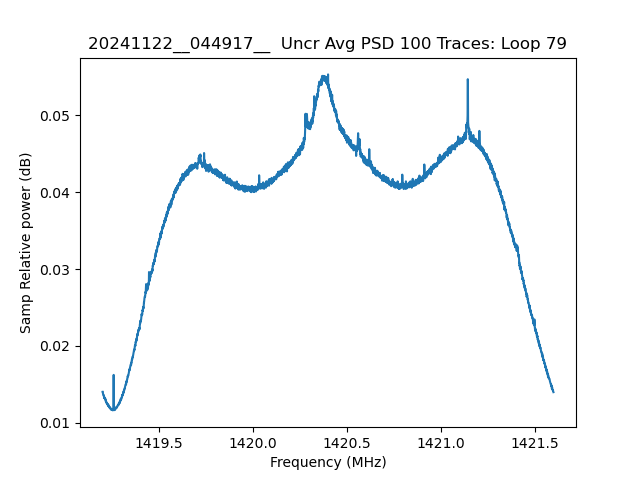 20241122__044917__  Uncr Avg PSD 100 Traces: Loop 79
Samp Relative power (dB)
0.05
0.04
0.03
0.02
0.01
1419.5 1420.0 1420.5 1421.0 1421.5
Frequency (MHz)